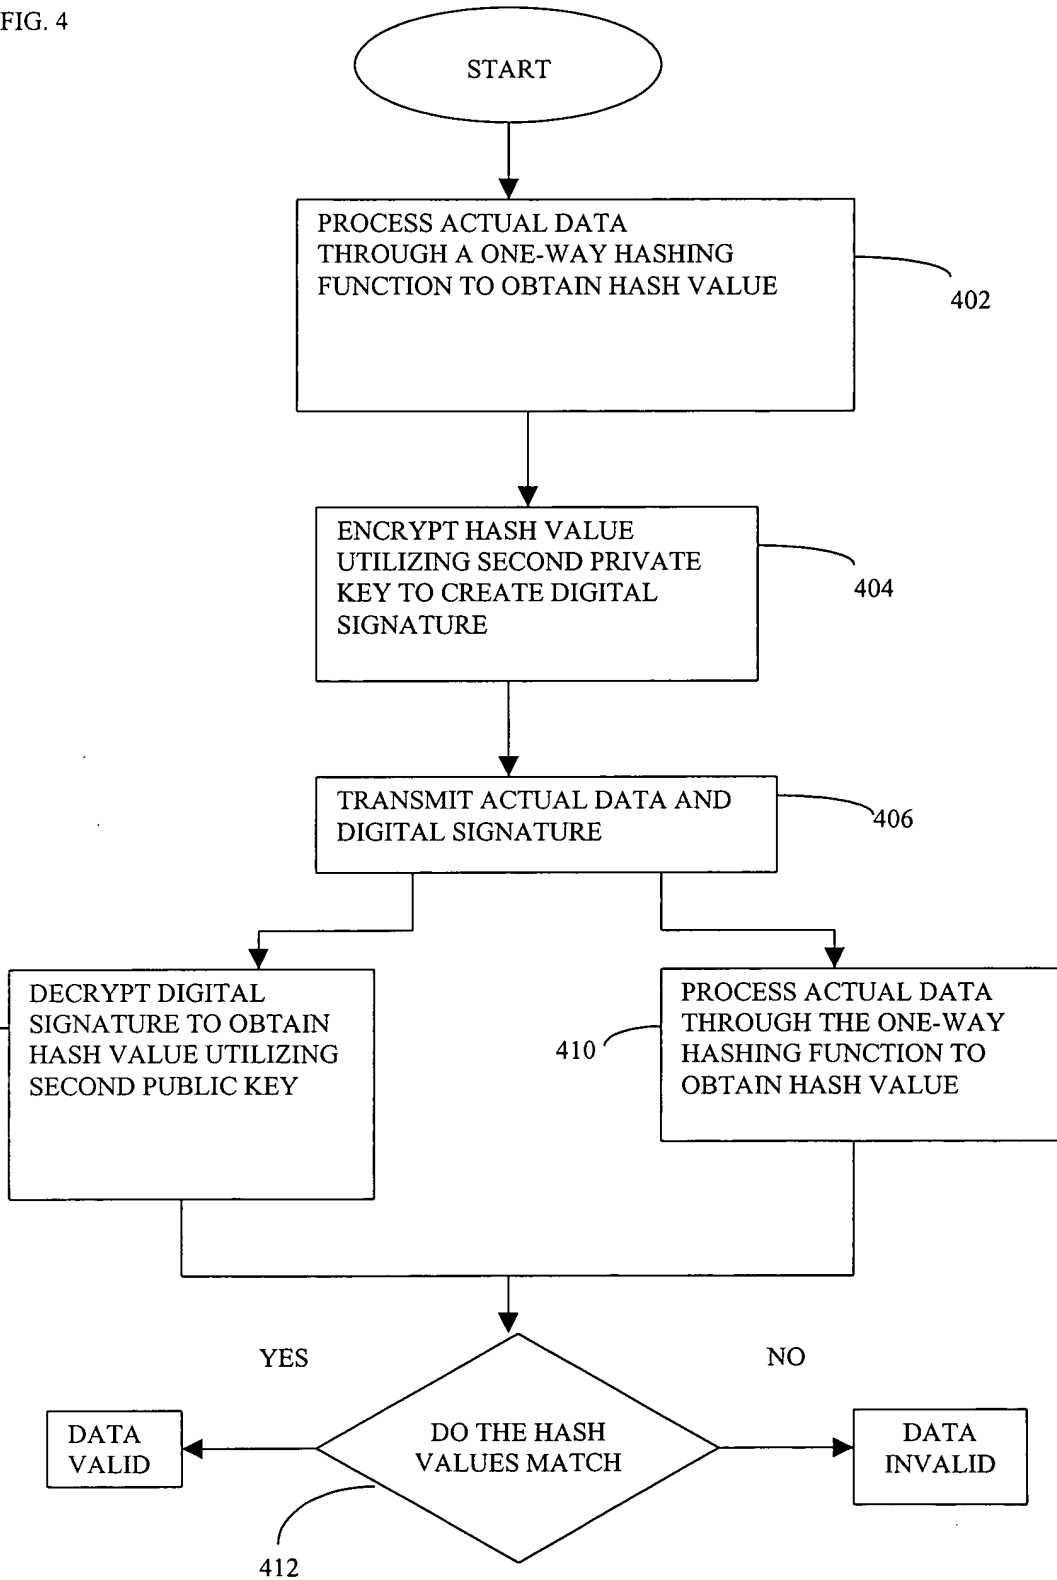 FIG. 4
START
PROCESS ACTUAL DATA
THROUGH A ONE-WAY HASHING
FUNCTION TO OBTAIN HASH VALUE
402
ENCRYPT HASH VALUE
UTILIZING SECOND PRIVATE
KEY TO CREATE DIGITAL
SIGNATURE
404
TRANSMIT ACTUAL DATA AND
DIGITAL SIGNATURE
406
DECRYPT DIGITAL
SIGNATURE TO OBTAIN
HASH VALUE UTILIZING
SECOND PUBLIC KEY
410
PROCESS ACTUAL DATA
THROUGH THE ONE-WAY
HASHING FUNCTION TO
OBTAIN HASH VALUE
YES
NO
DATA
VALID
DO THE HASH
VALUES MATCH
DATA
INVALID
412